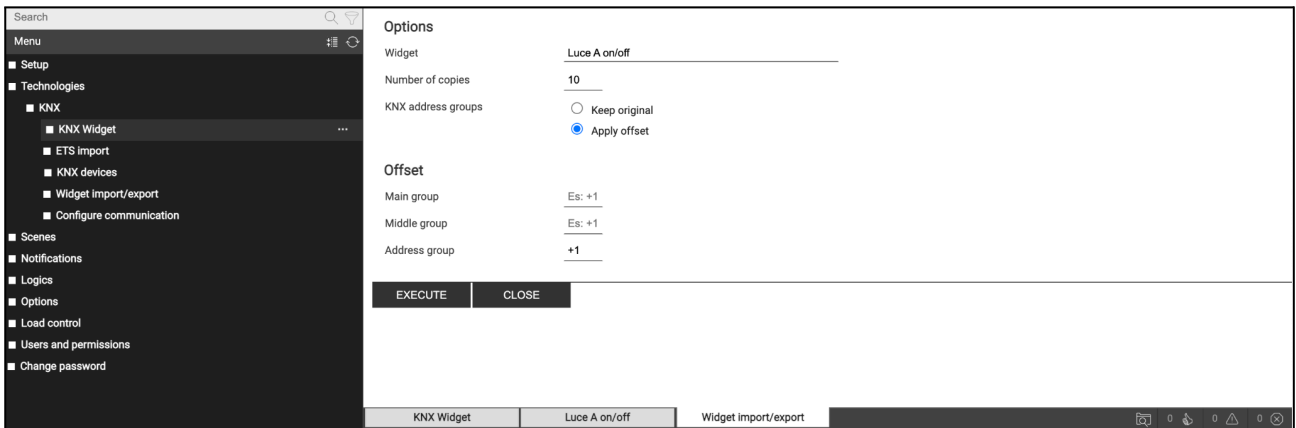 Search
Menu
Setup
Technologies
KNX
KNX Widget ...
ETS import
KNX devices
Widget import/export
Configure communication
Scenes
Notifications
Logics
Options
Load control
Users and permissions
Change password
Options
Widget Luce A on/off
Number of copies 10
KNX address groups Keep original
Apply offset
Offset
Main group Es: +1
Middle group Es: +1
Address group +1
EXECUTE CLOSE
KNX Widget Luce A on/off Widget import/export 0 0 0